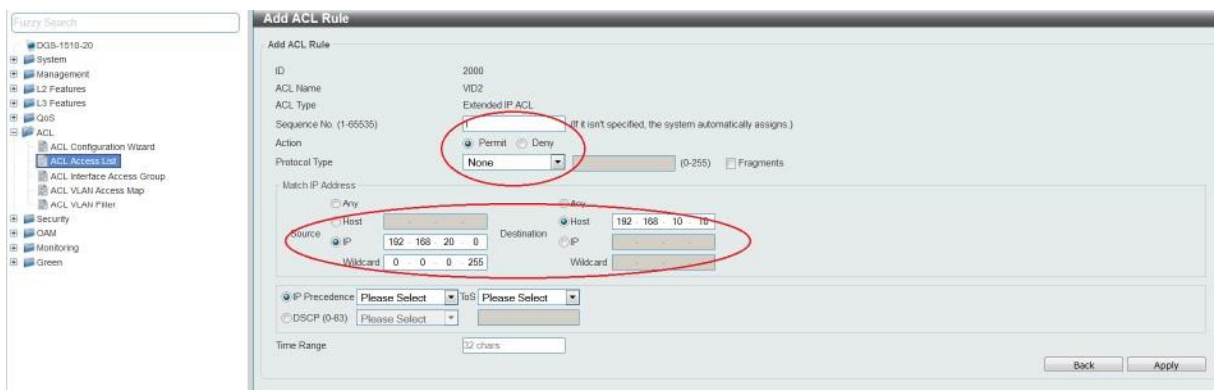 Fuzzy Search
DGS-1510-20
System
Management
L2 Features
L3 Features
QoS
ACL
ACL Configuration Wizard
ACL Access List
ACL Interface Access Group
ACL VLAN Access Map
ACL VLAN Filter
Security
OAM
Monitoring
Green
Add ACL Rule
Add ACL Rule
ID 2000
ACL Name VID2
ACL Type Extended IP ACL
Sequence No. (1-65535) 1 (If it isn't specified, the system automatically assigns.)
Action Permit Deny
Protocol Type None (0-255) Fragments
Match IP Address
Any Any
Host Host 192 . 168 . 10 . 10
Source Destination
IP 192 . 168 . 20 . 0 IP
Wildcard 0 . 0 . 0 . 255 Wildcard
IP Precedence Please Select ToS Please Select
DSCP (0-63) Please Select
Time Range 32 chars
Back Apply